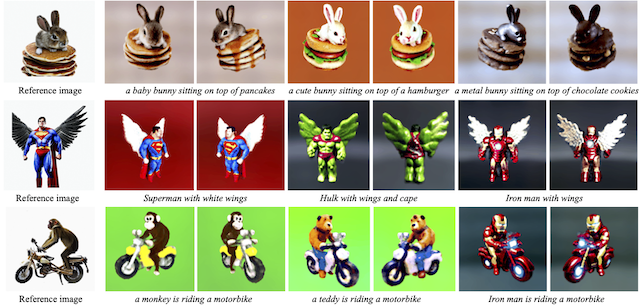 Reference image a baby bunny sitting on top of pancakes a cute bunny sitting on top of a hamburger a metal bunny sitting on top of chocolate cookies
Reference image Superman with white wings Hulk with wings and cape Iron man with wings
Reference image a monkey is riding a motorbike a teddy is riding a motorbike Iron man is riding a motorbike